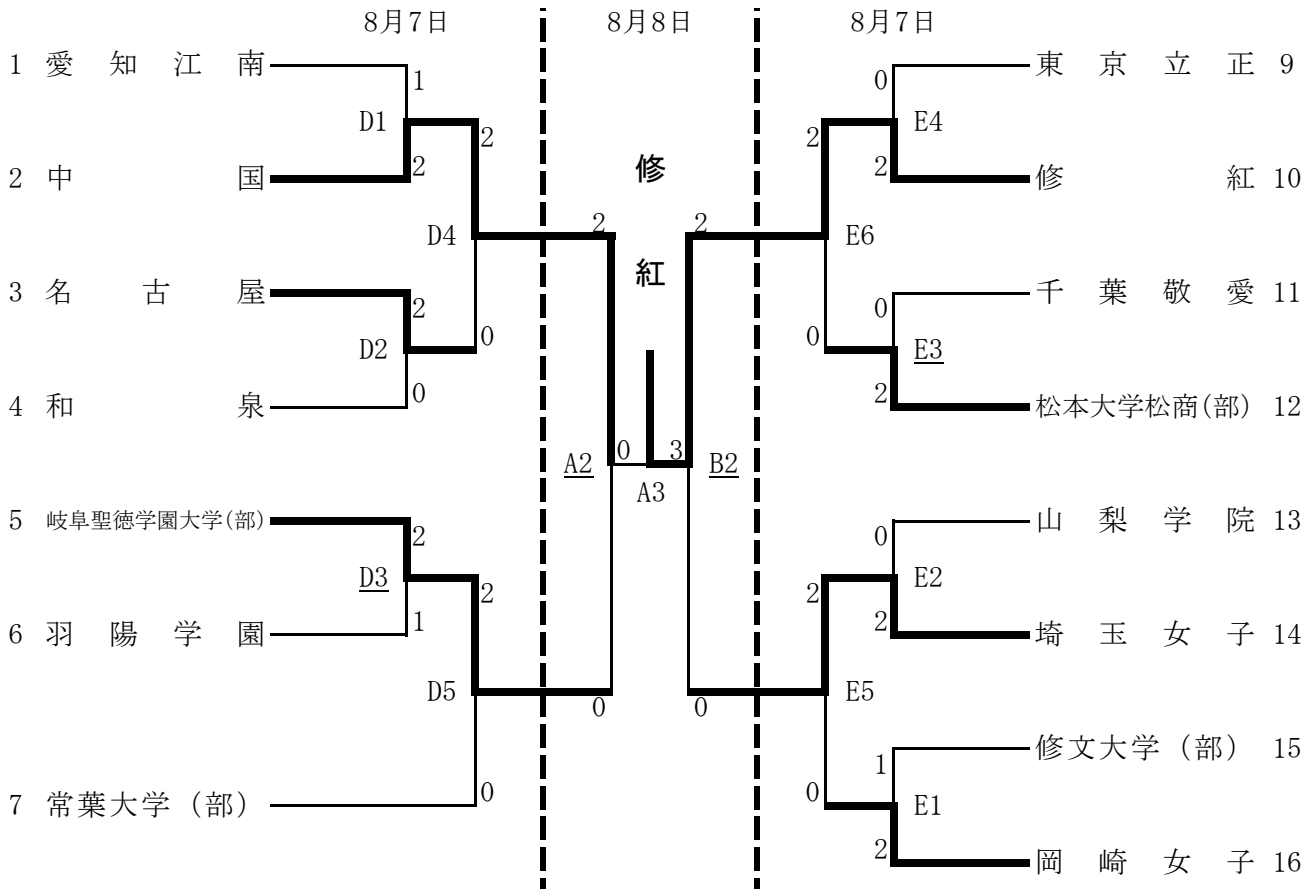 8月7日 8月8日 8月7日
1 愛知江南 1 0 東京立正 9
D1 2 修 2 E4
2 中国 2 2 修紅 10
D4 2 2 E6
3 名古屋 2 紅 0 千葉敬愛 11
D2 0 0 E3
4 和泉 0 2 松本大学松商(部) 12
A2 0 3 B2
A3
5 岐阜聖徳学園大学(部) 2 0 山梨学院 13
D3 2 2 E2
6 羽陽学園 1 2 埼玉女子 14
D5 0 0 E5
修文大学(部) 15
1
7 常葉大学(部) 0 0 E1
2 岡崎女子 16